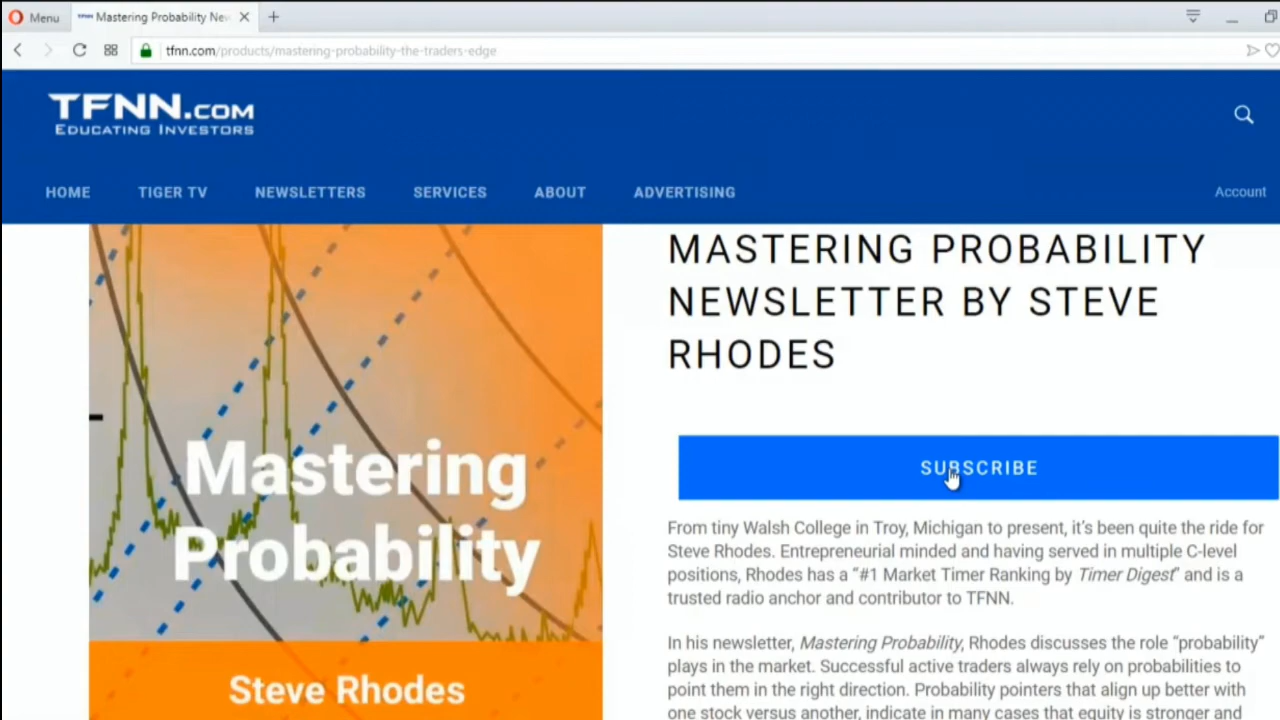 Menu
Mastering Probability New
tfnn.com/products/mastering-probability-the-traders-edge
TFNN.COM
EDUCATING INVESTORS
HOME TIGER TV NEWSLETTERS SERVICES ABOUT ADVERTISING Account
MASTERING PROBABILITY
NEWSLETTER BY STEVE
RHODES
SUBSCRIBE
Mastering
Probability
Steve Rhodes
From tiny Walsh College in Troy, Michigan to present, it's been quite the ride for
Steve Rhodes. Entrepreneurial minded and having served in multiple C-level
positions, Rhodes has a “#1 Market Timer Ranking by Timer Digest” and is a
trusted radio anchor and contributor to TFNN.
In his newsletter, Mastering Probability, Rhodes discusses the role “probability”
plays in the market. Successful active traders always rely on probabilities to
point them in the right direction. Probability pointers that align up better with
one stock versus another, indicate in many cases that equity is stronger and